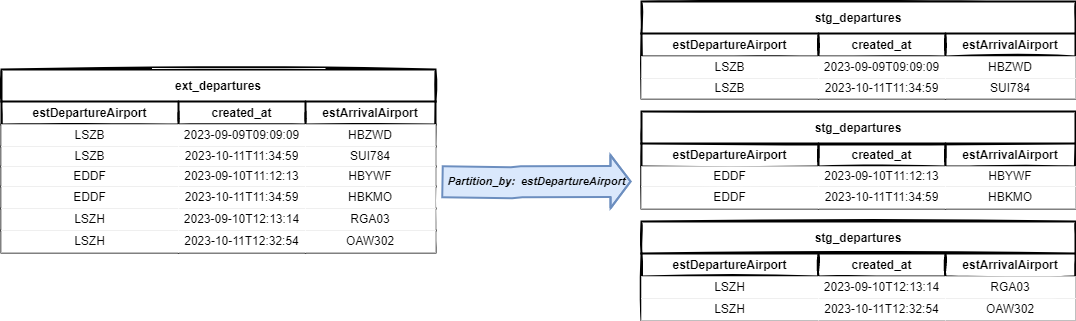 ext_departures
estDepartureAirport created_at estArrivalAirport
LSZB 2023-09-09T09:09:09 HBZWD
LSZB 2023-10-11T11:34:59 SUI784
EDDF 2023-09-10T11:12:13 HBYWF
EDDF 2023-10-11T11:34:59 HBKMO
LSZH 2023-09-10T12:13:14 RGA03
LSZH 2023-10-11T12:32:54 OAW302
Partition_by: estDepartureAirport
stg_departures
estDepartureAirport created_at estArrivalAirport
LSZB 2023-09-09T09:09:09 HBZWD
LSZB 2023-10-11T11:34:59 SUI784
stg_departures
estDepartureAirport created_at estArrivalAirport
EDDF 2023-09-10T11:12:13 HBYWF
EDDF 2023-10-11T11:34:59 HBKMO
stg_departures
estDepartureAirport created_at estArrivalAirport
LSZH 2023-09-10T12:13:14 RGA03
LSZH 2023-10-11T12:32:54 OAW302